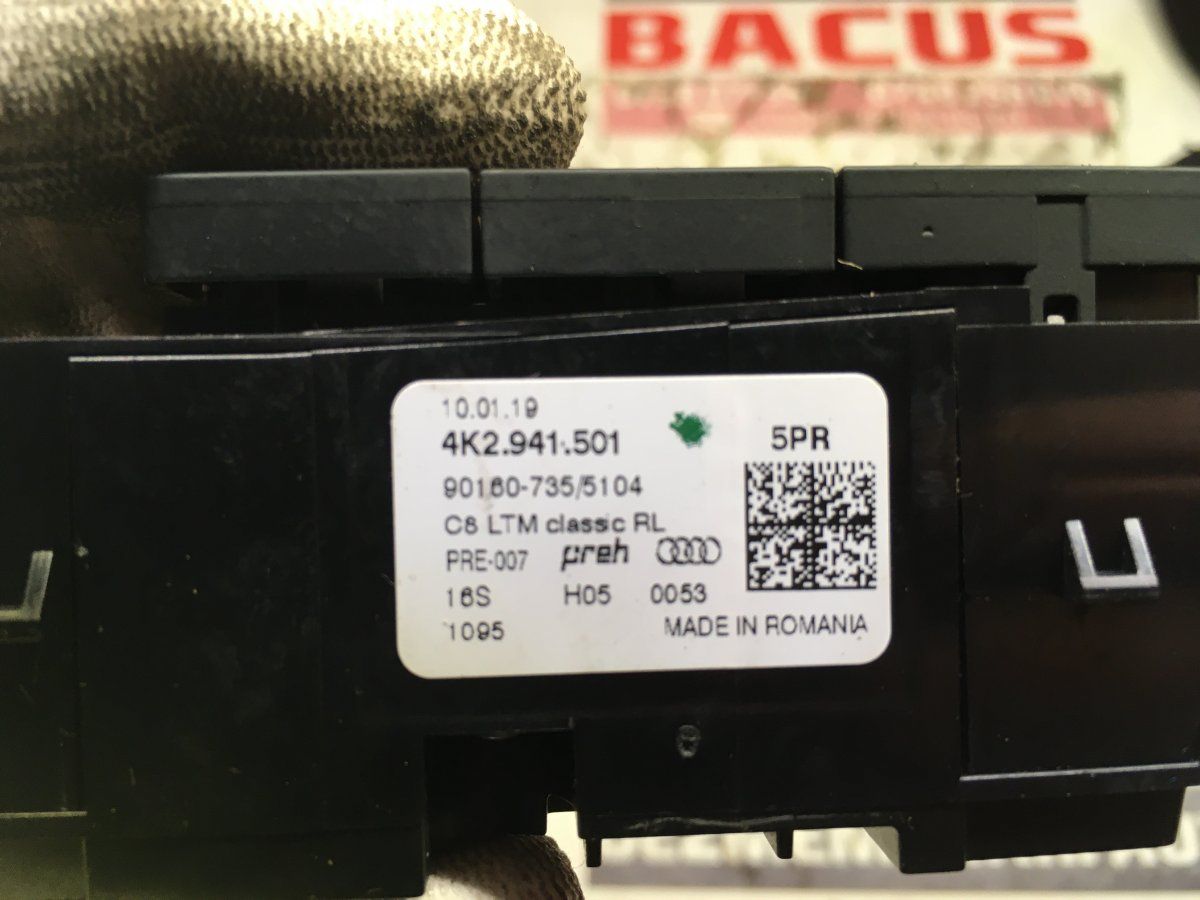 BACUS
10.01.19
4K2.941.501
5PR
90160-735/5104
C8 LTM classic RL
PRE-007 preh
16S H05 0053
1095 MADE IN ROMANIA